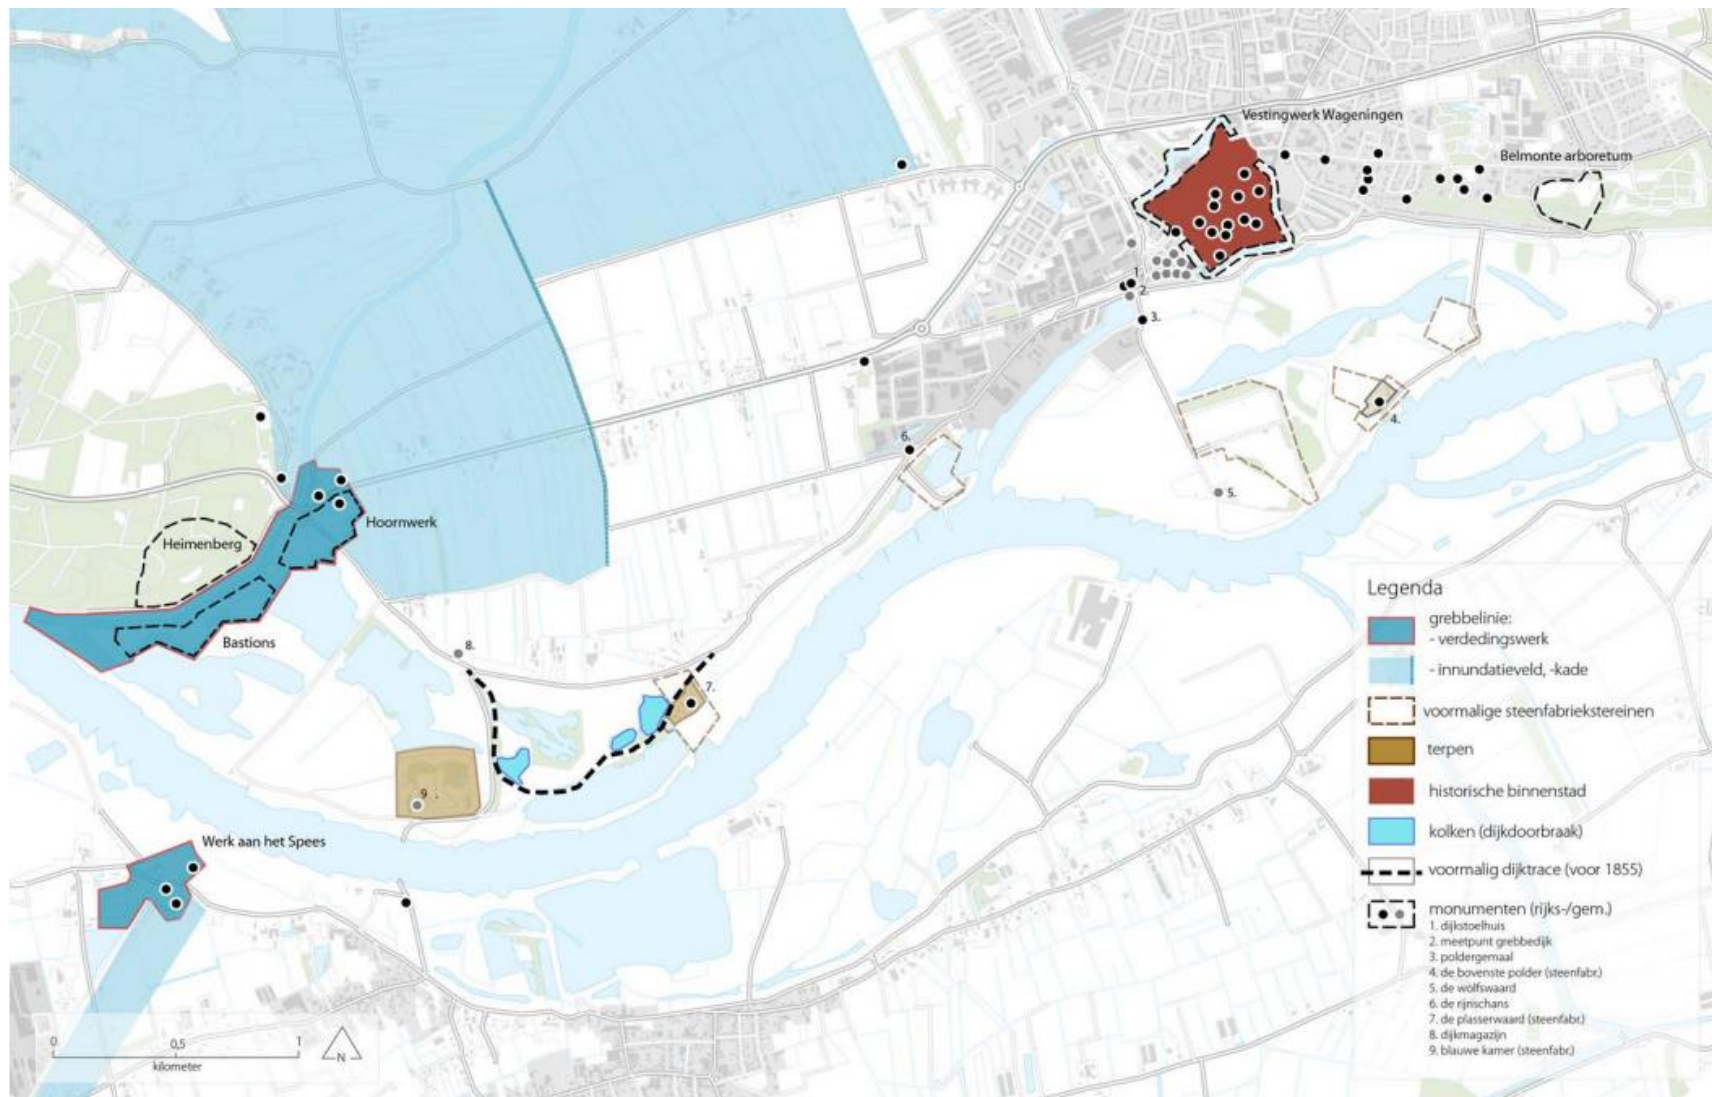 Vestingwerk Wageningen
Belmonte arboretum
1.
2.
3.
4.
5.
6.
Hoornwerk
Heimenberg
Bastions
8.
7.
9.
Werk aan het Spees
0
0,5
1
kilometer
N
Legenda
grebbelinie:
- verdedingswerk
- innundatieveld, -kade
voormalige steenfabriekstereinen
terpen
historische binnenstad
kolken (dijkdoorbraak)
voormalig dijktrace (voor 1855)
monumenten (rijks-/gem.)
1. dijkstoelhuis
2. meetpunt grebbedijk
3. poldergemaal
4. de bovenste polder (steenfabr.)
5. de wolfswaard
6. de rijnschans
7. de plasserwaard (steenfabr.)
8. dijkmagazijn
9. blauwe kamer (steenfabr.)